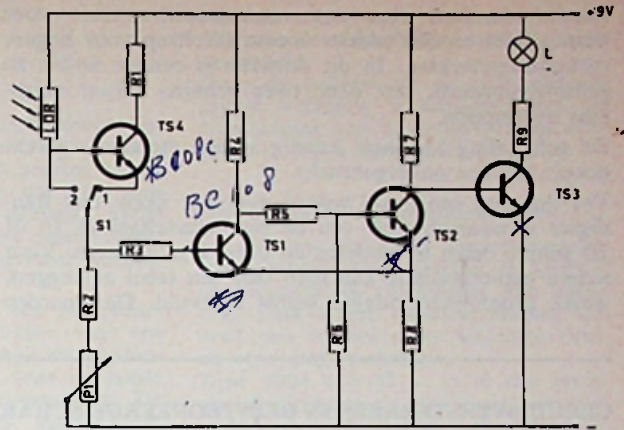 +9V
L
LDR
R1
R4
R7
R9
TS4
TS3
2
1
BC108
R5
S1
TS2
R3
TS1
R2
R6
R8
P1
-